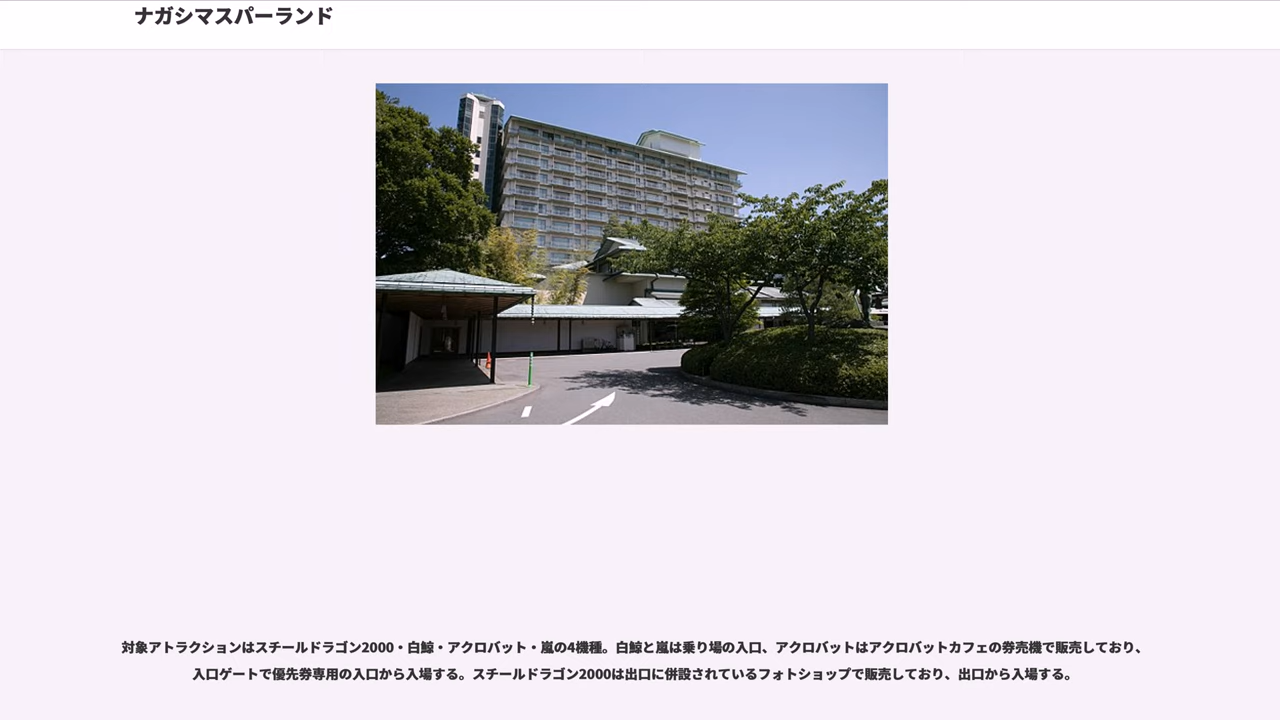 ナガシマスパーランド
対象アトラクションはスチールドラゴン2000・白鯨・アクロバット・嵐の4機種。白鯨と嵐は乗り場の入口、アクロバットはアクロバットカフェの券売機で販売しており、
入口ゲートで優先券専用の入口から入場する。スチールドラゴン2000は出口に併設されているフォトショップで販売しており、出口から入場する。